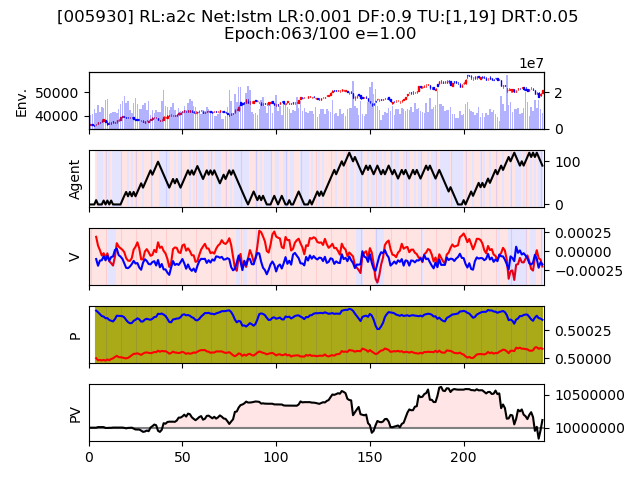 [005930] RL:a2c Net:lstm LR:0.001 DF:0.9 TU:[1,19] DRT:0.05
Epoch:063/100 e=1.00
1e7
Env.
50000
40000
2
0
Agent
100
0
V
0.00025
0.00000
−0.00025
P
0.50025
0.50000
PV
10500000
10000000
0
50
100
150
200